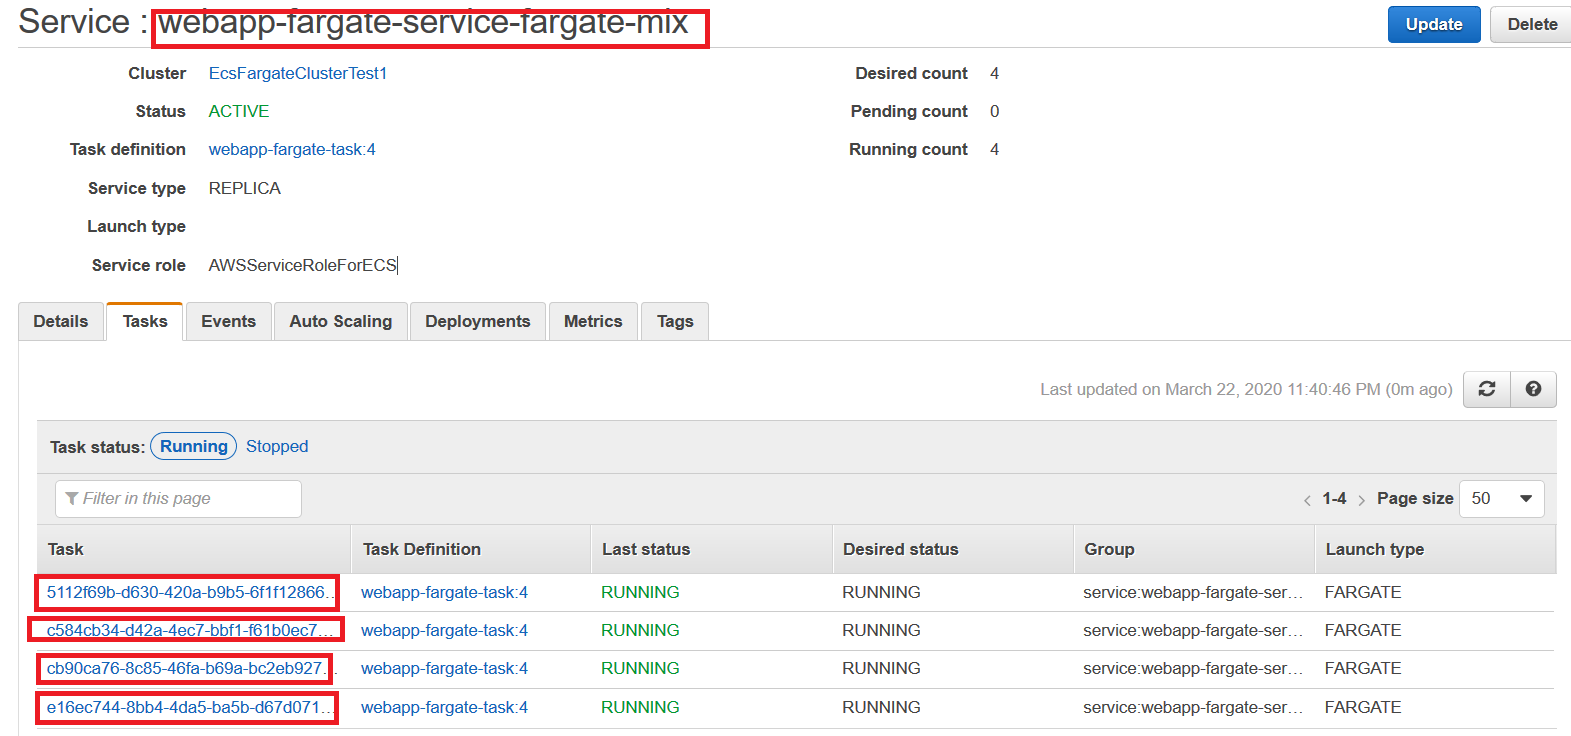 Service : webapp-fargate-service-fargate-mix Update Delete
Cluster EcsFargateClusterTest1 Desired count 4
Status ACTIVE Pending count 0
Task definition webapp-fargate-task:4 Running count 4
Service type REPLICA
Launch type
Service role AWSServiceRoleForECS
Details Tasks Events Auto Scaling Deployments Metrics Tags
Last updated on March 22, 2020 11:40:46 PM (0m ago)
Task status: Running Stopped
Filter in this page 1-4 Page size 50
Task Task Definition Last status Desired status Group Launch type
5112f69b-d630-420a-b9b5-6f1f12866... webapp-fargate-task:4 RUNNING RUNNING service:webapp-fargate-ser... FARGATE
c584cb34-d42a-4ec7-bbf1-f61b0ec7... webapp-fargate-task:4 RUNNING RUNNING service:webapp-fargate-ser... FARGATE
cb90ca76-8c85-46fa-b69a-bc2eb927... webapp-fargate-task:4 RUNNING RUNNING service:webapp-fargate-ser... FARGATE
e16ec744-8bb4-4da5-ba5b-d67d071... webapp-fargate-task:4 RUNNING RUNNING service:webapp-fargate-ser... FARGATE